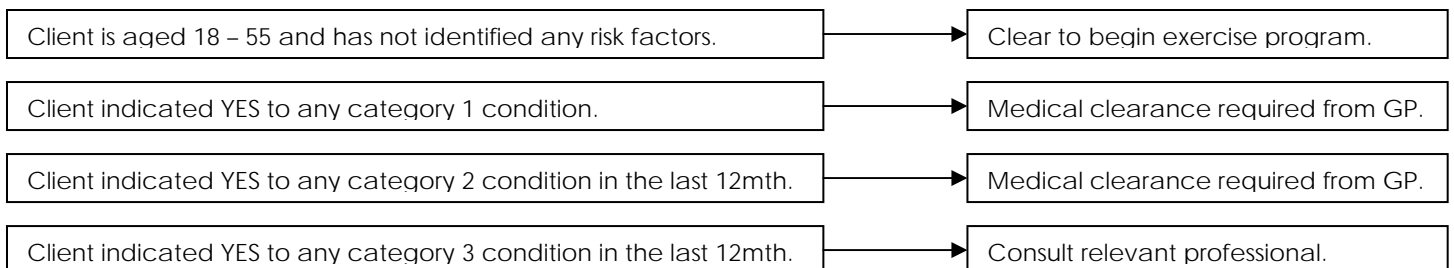 Client is aged 18 – 55 and has not identified any risk factors.
Clear to begin exercise program.
Client indicated YES to any category 1 condition.
Medical clearance required from GP.
Client indicated YES to any category 2 condition in the last 12mth.
Medical clearance required from GP.
Client indicated YES to any category 3 condition in the last 12mth.
Consult relevant professional.